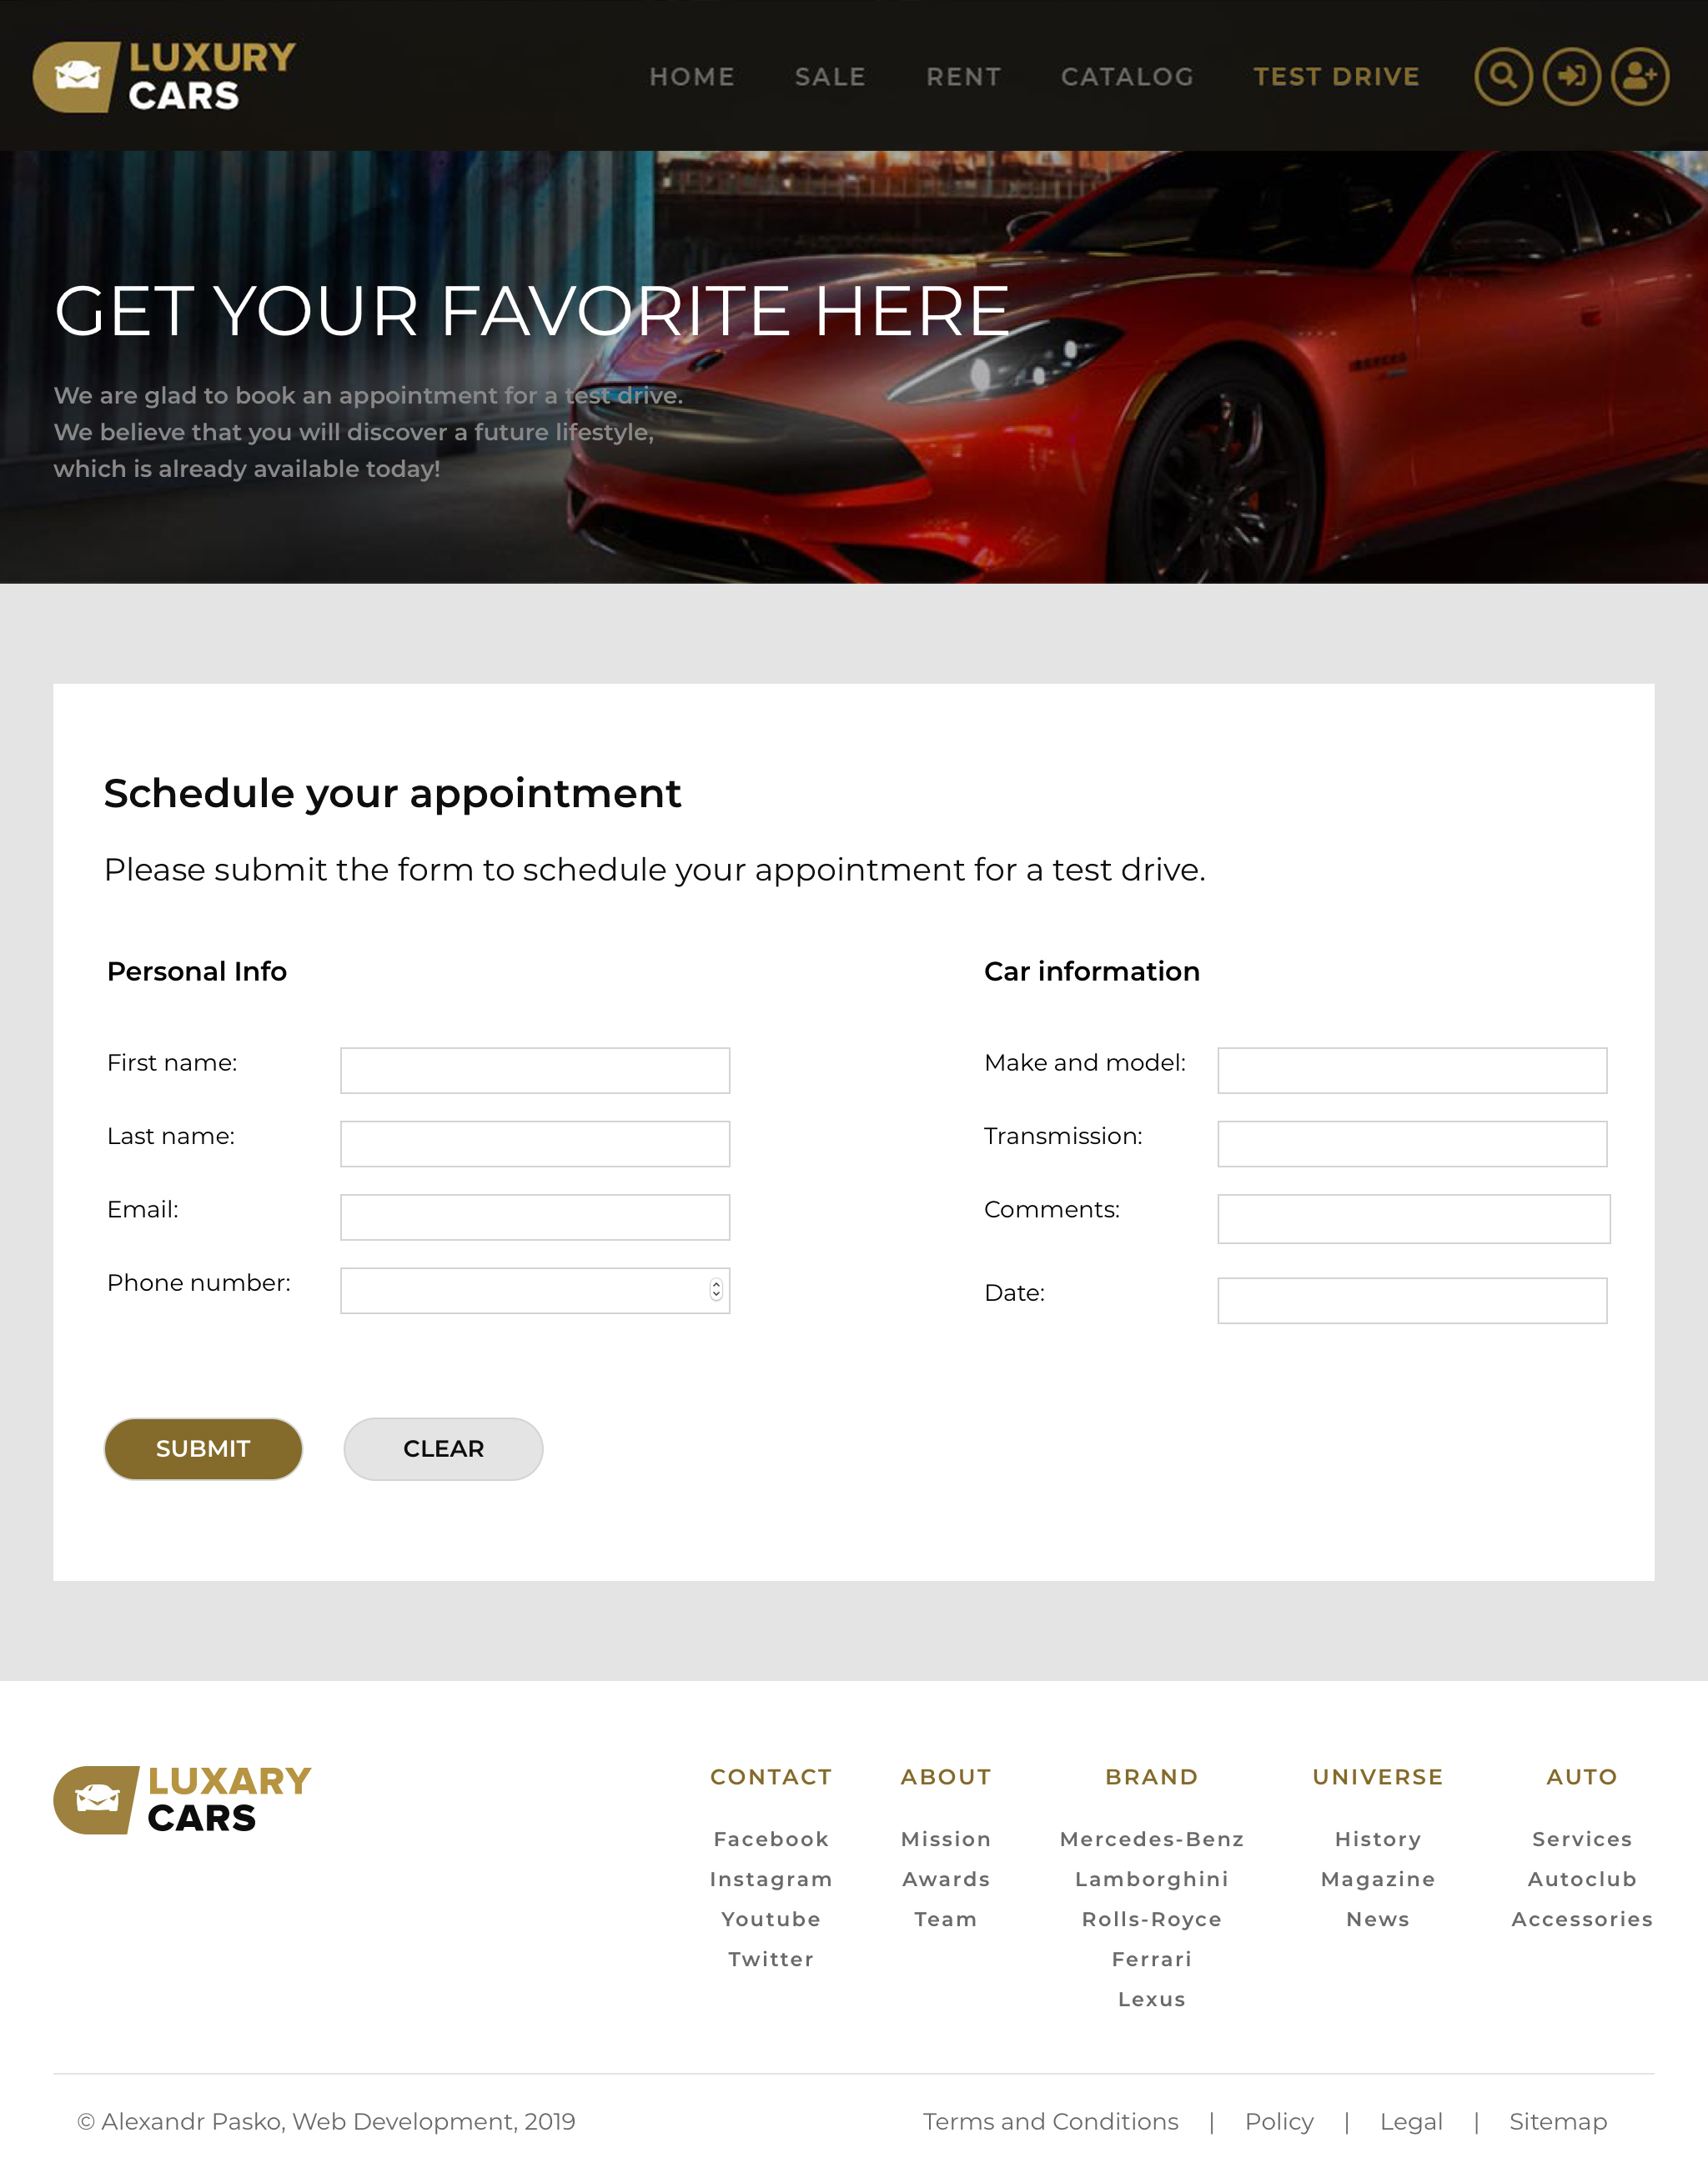 LUXURY
CARS
HOME SALE RENT CATALOG TEST DRIVE
GET YOUR FAVORITE HERE
We are glad to book an appointment for a test drive.
We believe that you will discover a future lifestyle,
which is already available today!
Schedule your appointment
Please submit the form to schedule your appointment for a test drive.
Personal Info
First name:
Last name:
Email:
Phone number:
Car information
Make and model:
Transmission:
Comments:
Date:
SUBMIT CLEAR
LUXARY
CARS
CONTACT
Facebook
Instagram
Youtube
Twitter
ABOUT
Mission
Awards
Team
BRAND
Mercedes-Benz
Lamborghini
Rolls-Royce
Ferrari
Lexus
UNIVERSE
History
Magazine
News
AUTO
Services
Autoclub
Accessories
© Alexandr Pasko, Web Development, 2019
Terms and Conditions | Policy | Legal | Sitemap